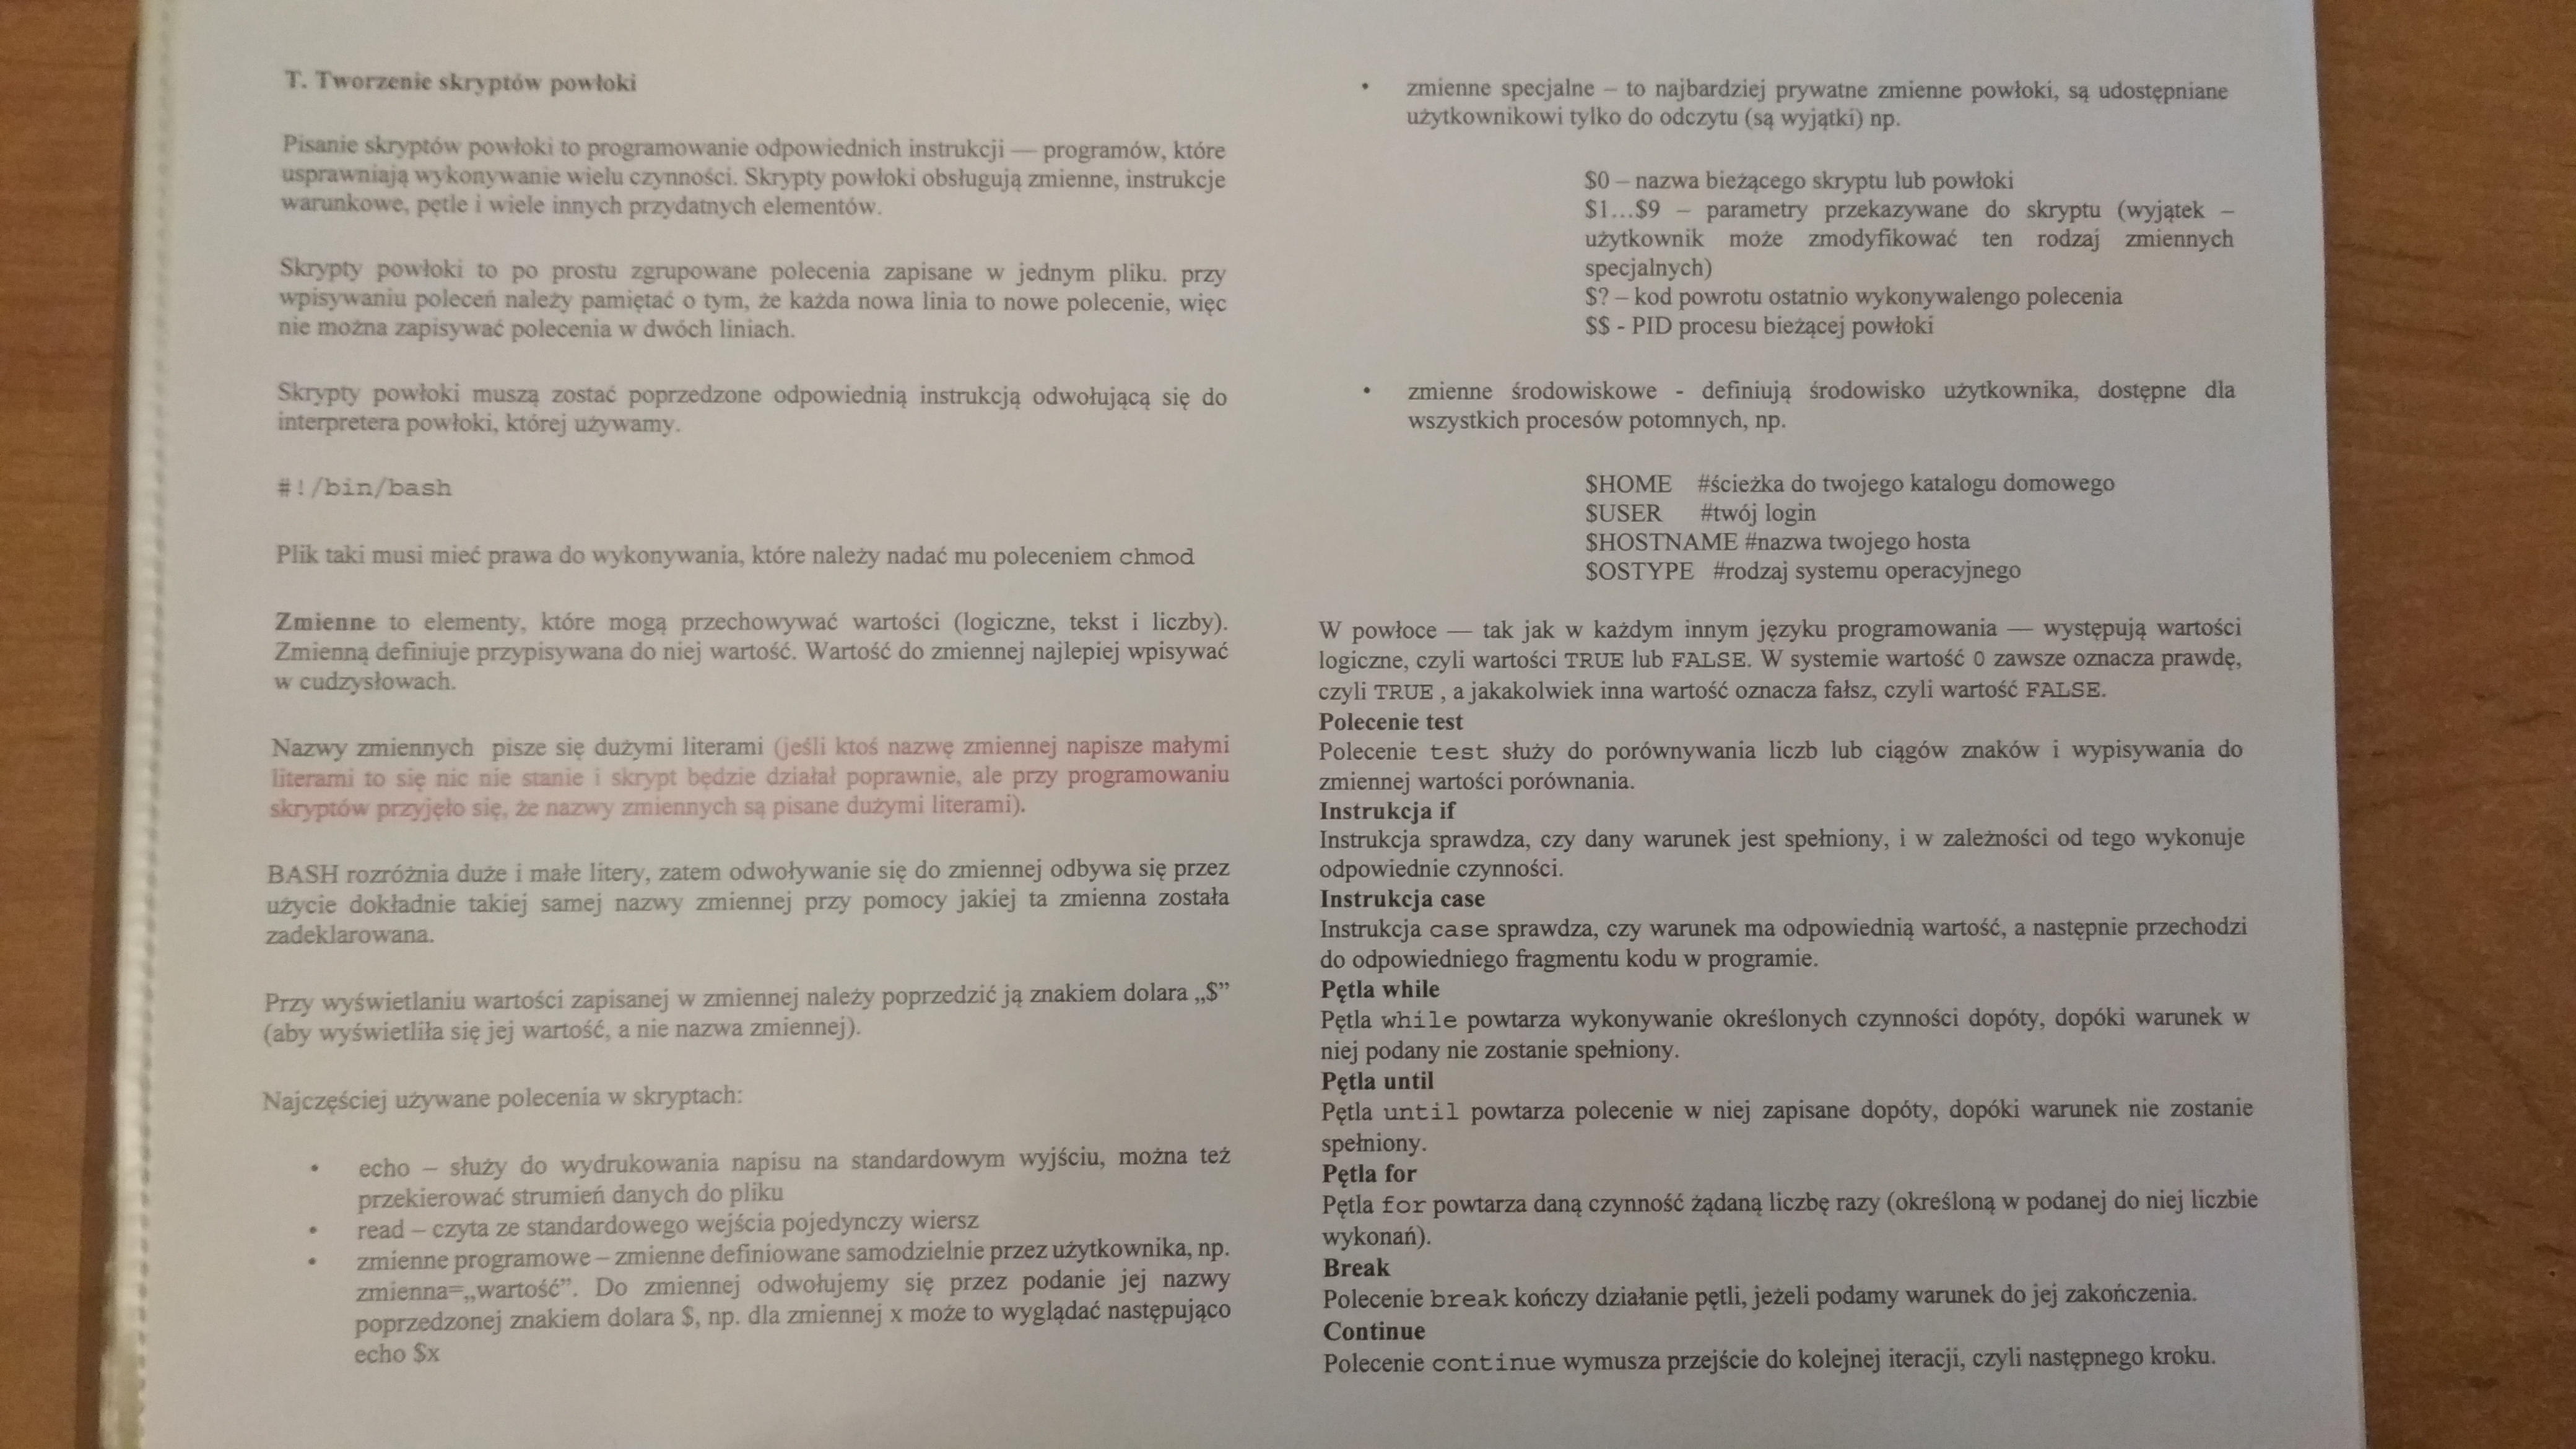 T. Tworzenie skryptów powłoki
Pisanie skryptów powłoki to programowanie odpowiednich instrukcji — programów, które
usprawniają wykonywanie wielu czynności. Skrypty powłoki obsługują zmienne, instrukcje
warunkowe, pętle i wiele innych przydatnych elementów.
Skrypty powłoki to po prostu zgrupowane polecenia zapisane w jednym pliku. przy
wpisywaniu poleceń należy pamiętać o tym, że każda nowa linia to nowe polecenie, więc
nie można zapisywać polecenia w dwóch liniach.
Skrypty powłoki muszą zostać poprzedzone odpowiednią instrukcją odwołującą się do
interpretera powłoki, której używamy.
#!/bin/bash
Plik taki musi mieć prawa do wykonywania, które należy nadać mu poleceniem chmod
Zmienne to elementy, które mogą przechowywać wartości (logiczne, tekst i liczby).
Zmienną definiuje przypisywana do niej wartość. Wartość do zmiennej najlepiej wpisywać
w cudzysłowach.
Nazwy zmiennych pisze się dużymi literami (jeśli ktoś nazwę zmiennej napisze małymi
literami to się nic nie stanie i skrypt będzie działał poprawnie, ale przy programowaniu
skryptów przyjęło się, że nazwy zmiennych są pisane dużymi literami).
BASH rozróżnia duże i małe litery, zatem odwoływanie się do zmiennej odbywa się przez
użycie dokładnie takiej samej nazwy zmiennej przy pomocy jakiej ta zmienna została
zadeklarowana.
Przy wyświetlaniu wartości zapisanej w zmiennej należy poprzedzić ją znakiem dolara „$”
(aby wyświetliła się jej wartość, a nie nazwa zmiennej).
Najczęściej używane polecenia w skryptach:
• echo – służy do wydrukowania napisu na standardowym wyjściu, można też
przekierować strumień danych do pliku
• read – czyta ze standardowego wejścia pojedynczy wiersz
• zmienne programowe – zmienne definiowane samodzielnie przez użytkownika, np.
zmienna=„wartość”. Do zmiennej odwołujemy się przez podanie jej nazwy
poprzedzonej znakiem dolara $, np. dla zmiennej x może to wyglądać następująco
echo $x
• zmienne specjalne – to najbardziej prywatne zmienne powłoki, są udostępniane
użytkownikowi tylko do odczytu (są wyjątki) np.
$0 – nazwa bieżącego skryptu lub powłoki
$1...$9 – parametry przekazywane do skryptu (wyjątek –
użytkownik może zmodyfikować ten rodzaj zmiennych
specjalnych)
$? – kod powrotu ostatnio wykonywalengo polecenia
$$ - PID procesu bieżącej powłoki
• zmienne środowiskowe - definiują środowisko użytkownika, dostępne dla
wszystkich procesów potomnych, np.
$HOME #ścieżka do twojego katalogu domowego
$USER #twój login
$HOSTNAME #nazwa twojego hosta
$OSTYPE #rodzaj systemu operacyjnego
W powłoce — tak jak w każdym innym języku programowania — występują wartości
logiczne, czyli wartości TRUE lub FALSE. W systemie wartość 0 zawsze oznacza prawdę,
czyli TRUE , a jakakolwiek inna wartość oznacza fałsz, czyli wartość FALSE.
Polecenie test
Polecenie test służy do porównywania liczb lub ciągów znaków i wypisywania do
zmiennej wartości porównania.
Instrukcja if
Instrukcja sprawdza, czy dany warunek jest spełniony, i w zależności od tego wykonuje
odpowiednie czynności.
Instrukcja case
Instrukcja case sprawdza, czy warunek ma odpowiednią wartość, a następnie przechodzi
do odpowiedniego fragmentu kodu w programie.
Pętla while
Pętla while powtarza wykonywanie określonych czynności dopóty, dopóki warunek w
niej podany nie zostanie spełniony.
Pętla until
Pętla until powtarza polecenie w niej zapisane dopóty, dopóki warunek nie zostanie
spełniony.
Pętla for
Pętla for powtarza daną czynność żądaną liczbę razy (określoną w podanej do niej liczbie
wykonań).
Break
Polecenie break kończy działanie pętli, jeżeli podamy warunek do jej zakończenia.
Continue
Polecenie continue wymusza przejście do kolejnej iteracji, czyli następnego kroku.